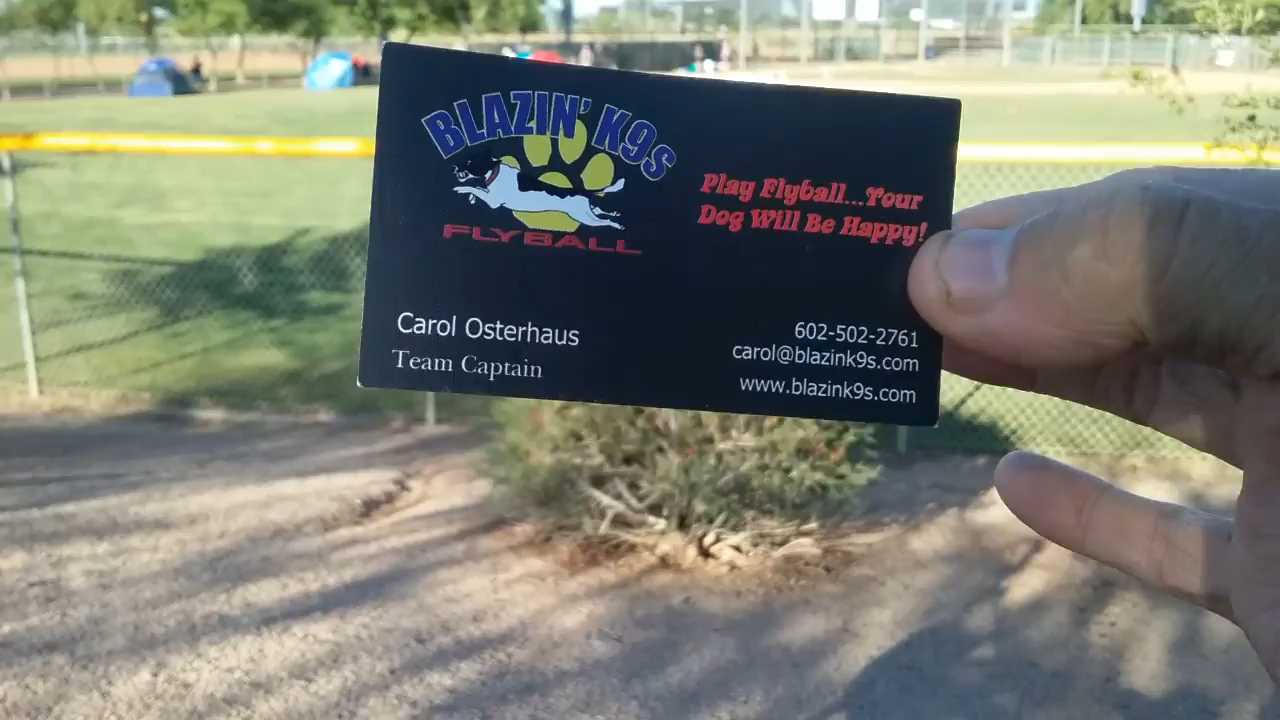 BLAZIN' K9s
FLYBALL
Play Flyball...Your
Dog Will Be Happy!
Carol Osterhaus
Team Captain
602-502-2761
carol@blazink9s.com
www.blazink9s.com